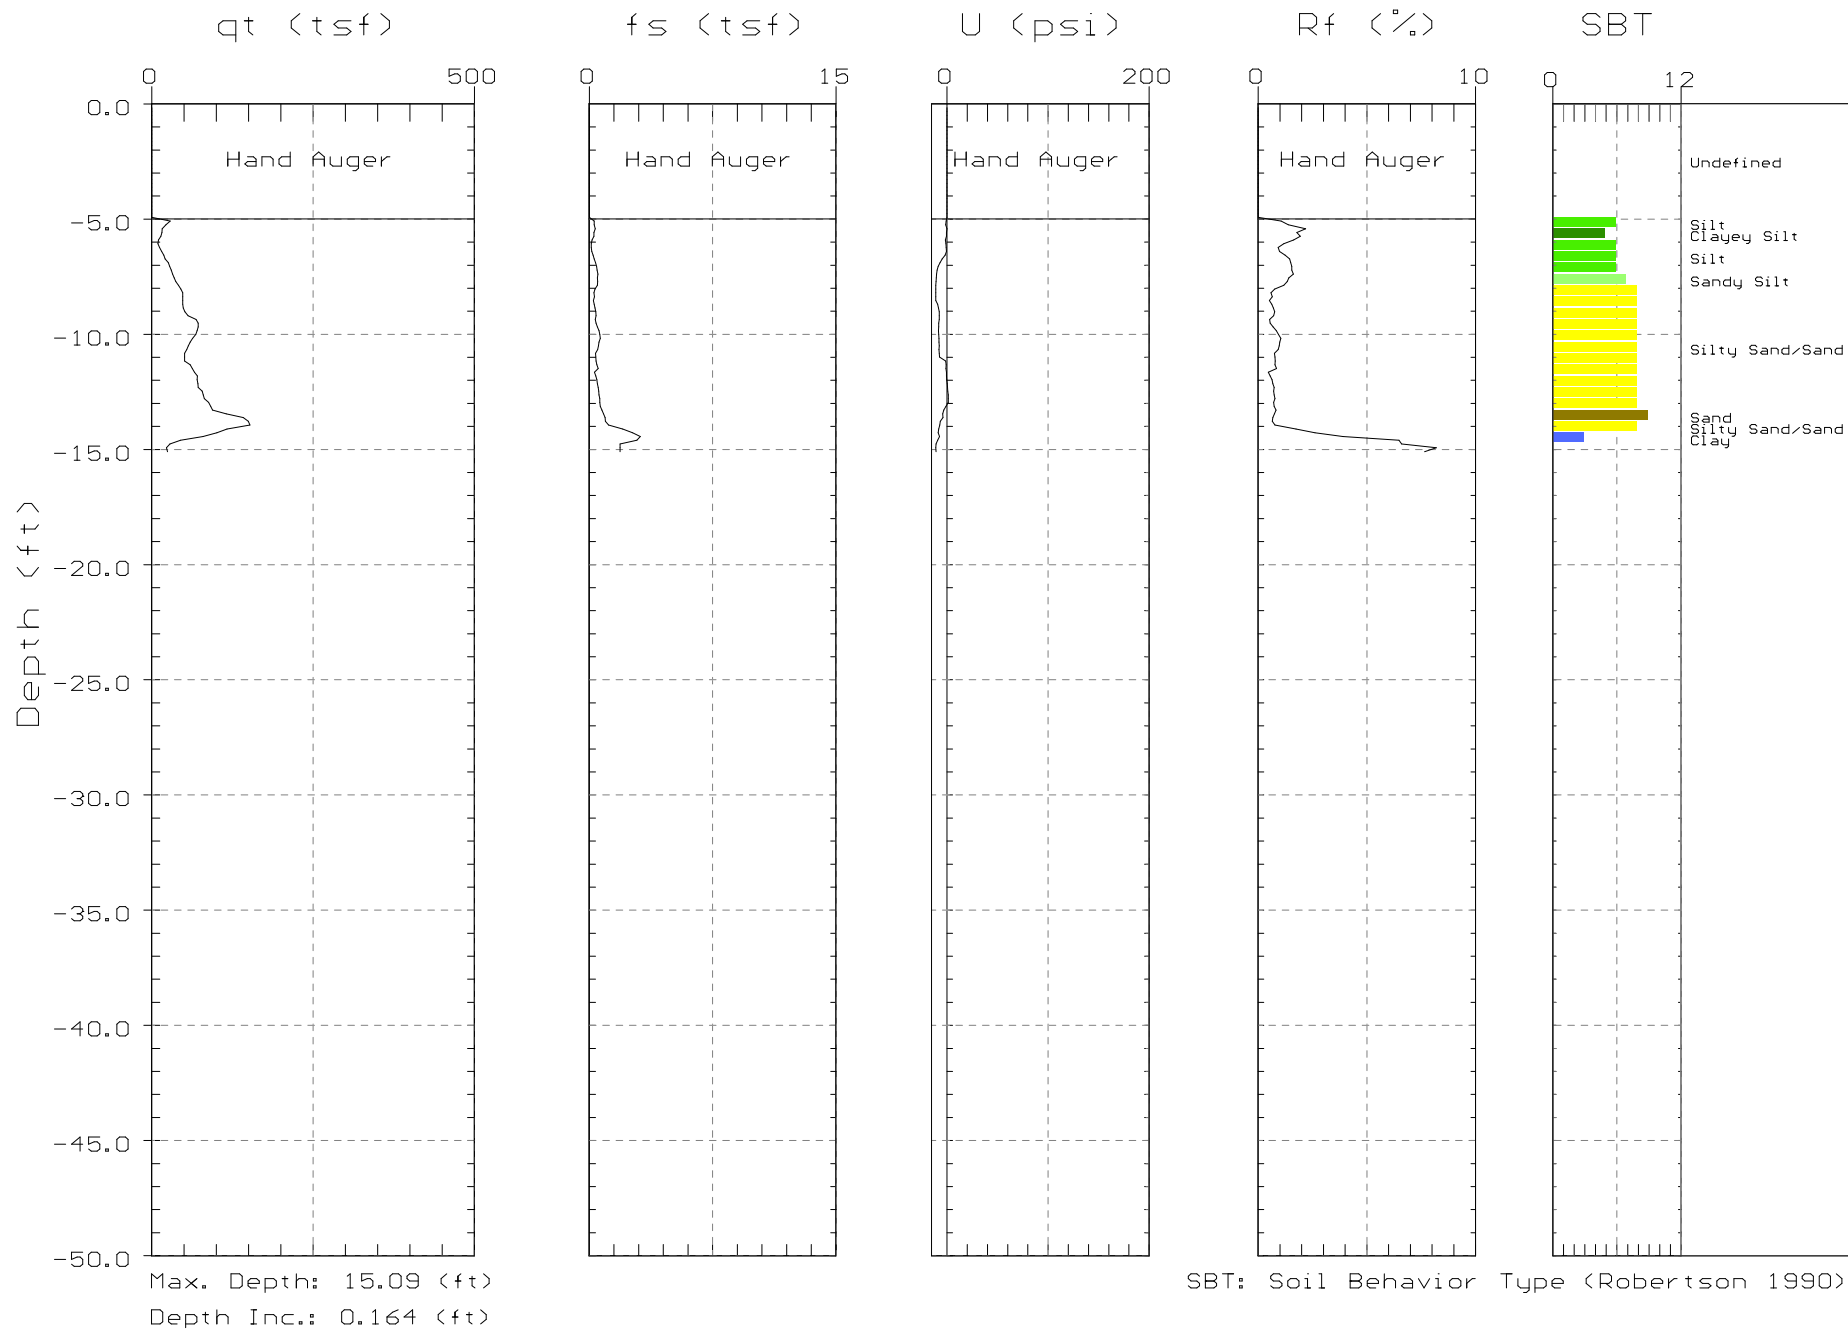 qt (tsf) fs (tsf) U (psi) Rf (%) SBT
0 500 0 15 0 200 0 10 0 12
0.0
Hand Auger Hand Auger Hand Auger Hand Auger
Undefined
-5.0
Silt
Clayey Silt
Silt
Sandy Silt
-10.0
Silty Sand/Sand
Sand
Silty Sand/Sand
Clay
-15.0
Depth (ft)
-20.0
-25.0
-30.0
-35.0
-40.0
-45.0
-50.0
Max. Depth: 15.09 (ft) SBT: Soil Behavior Type (Robertson 1990)
Depth Inc.: 0.164 (ft)